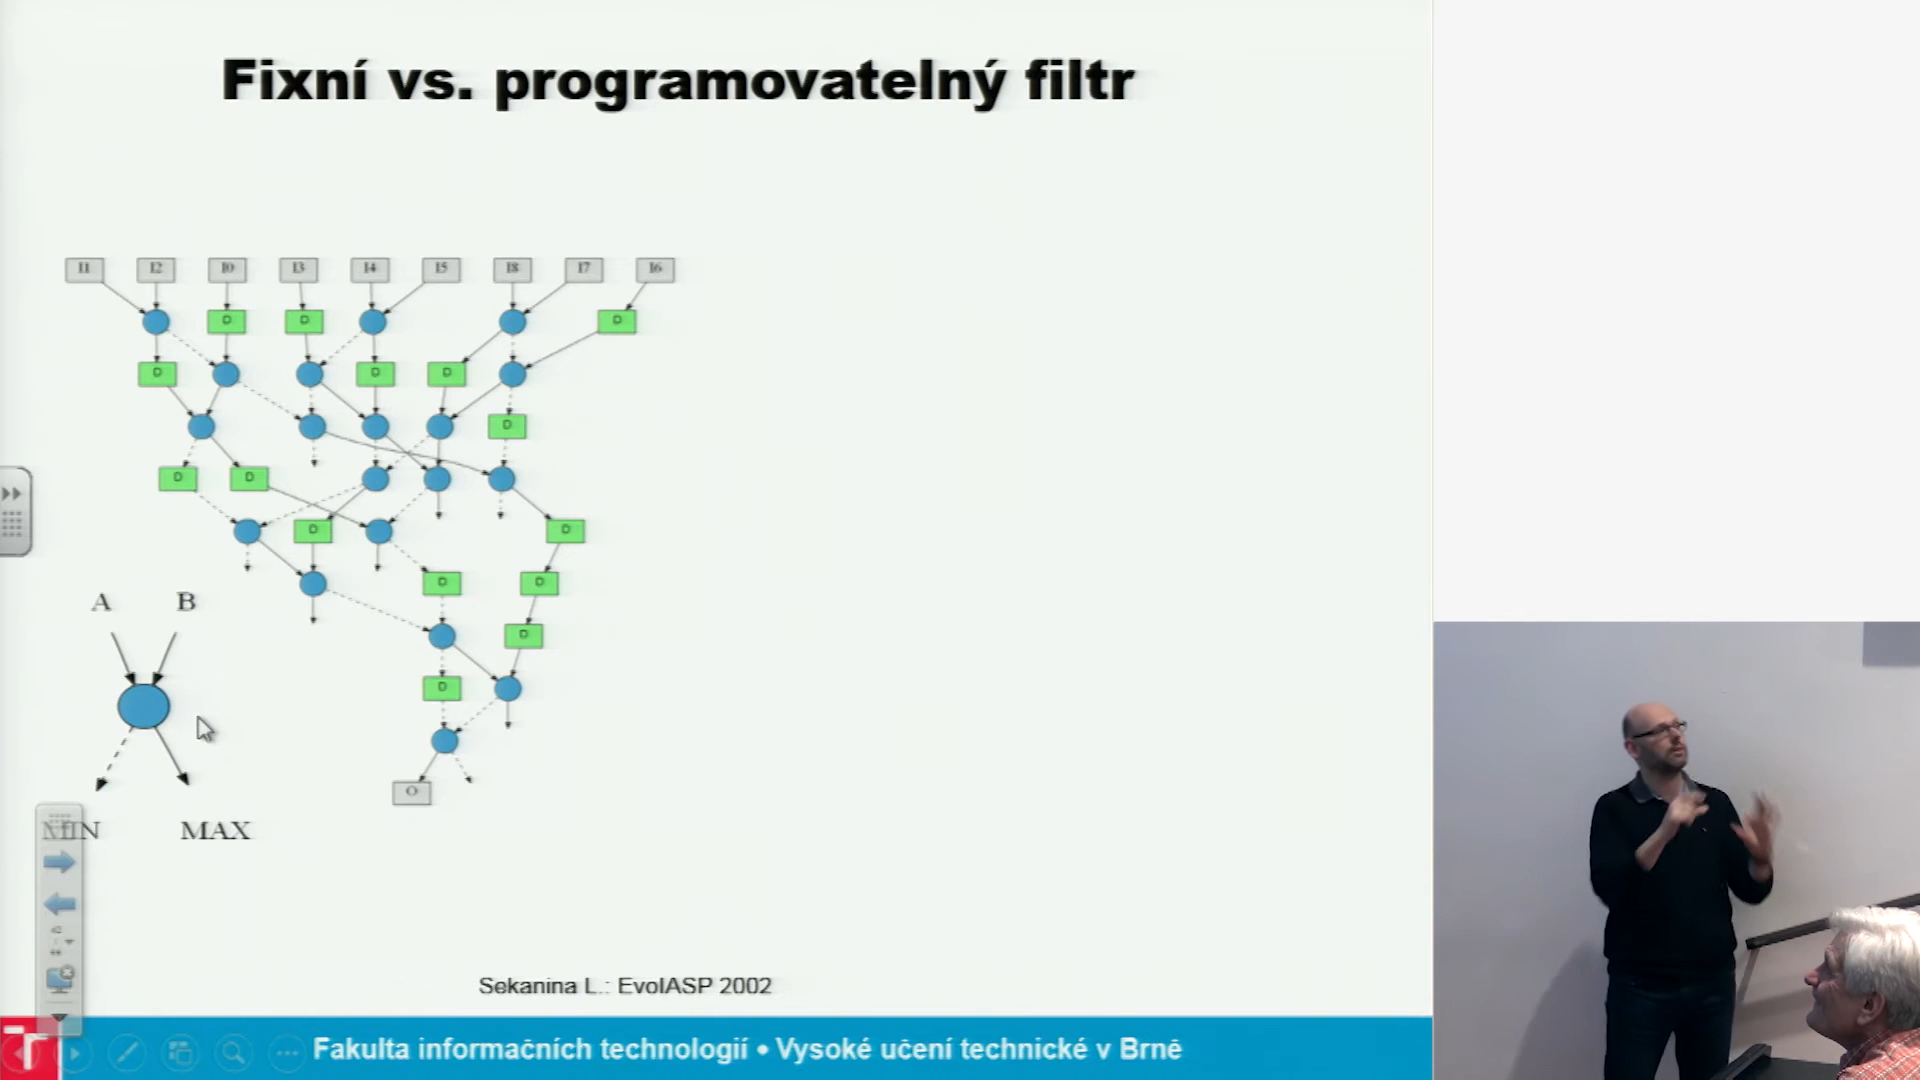 Fixní vs. programovatelný filtr
I1 I2 I0 I3 I4 I5 I8 I7 I6
D D D
D D D
D
D D
D D
D D
D
D
O
A B
MIN MAX
Sekanina L.: EvoIASP 2002
Fakulta informačních technologií • Vysoké učení technické v Brně